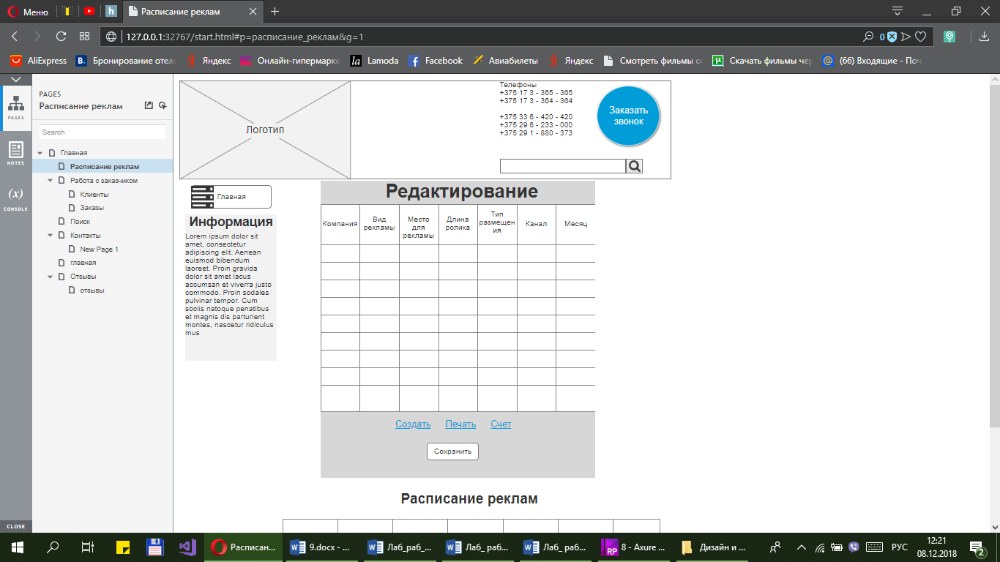 Меню
h
Расписание реклам
127.0.0.1:32767/start.html#p=расписание_реклам&g=1
0
AliExpress
B.
Бронирование отеле
Я
Яндекс
Онлайн-гипермарке
la
Lamoda
Facebook
Авиабилеты
Я
Яндекс
Смотреть фильмы о
Скачать фильмы чер
(66) Входящие - Поч
PAGES
NOTES
(x)
CONSOLE
CLOSE
PAGES
Расписание реклам
Search
Главная
Расписание реклам
Работа с заказчиком
Клиенты
Заказы
Поиск
Контакты
New Page 1
главная
Отзывы
отзывы
Логотип
Телефоны
+375 17 3 - 365 - 365
+375 17 3 - 364 - 364
+375 33 6 - 420 - 420
+375 29 6 - 233 - 000
+375 29 1 - 880 - 373
Заказать
звонок
Главная
Информация
Lorem ipsum dolor sit
amet, consectetur
adipiscing elit. Aenean
euismod bibendum
laoreet. Proin gravida
dolor sit amet lacus
accumsan et viverra justo
commodo. Proin sodales
pulvinar tempor. Cum
sociis natoque penatibus
et magnis dis parturient
montes, nascetur ridiculus
mus
Редактирование
Компания
Вид
рекламы
Место
для
рекламы
Длина
ролика
Тип
размещен
ия
Канал
Месяц
Создать
Печать
Счет
Сохранить
Расписание реклам
Расписан...
9.docx - ...
Лаб_раб_...
Лаб_ раб...
Лаб_ раб...
RP
8 - Axure ...
Дизайн и ...
РУС
12:21
08.12.2018
2